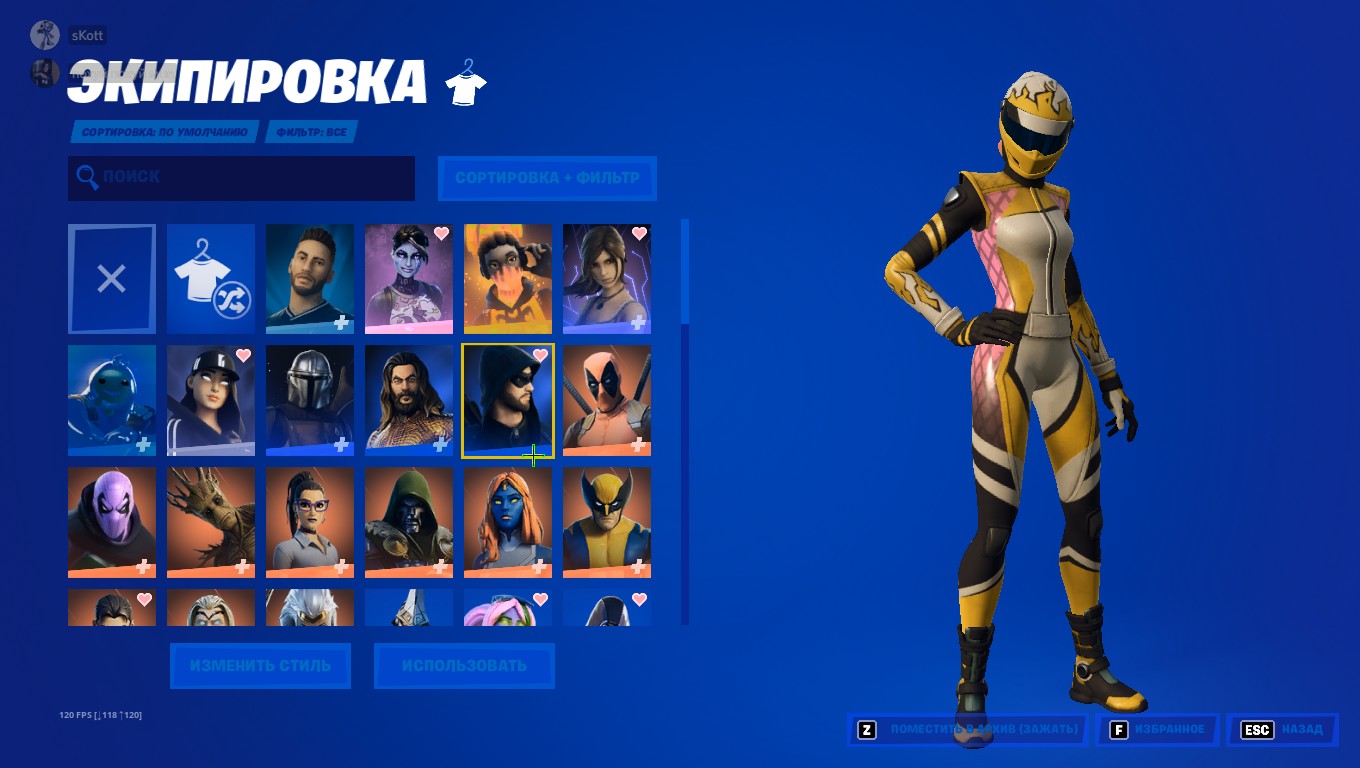 sKott
ЭКИПИРОВКА
СОРТИРОВКА: ПО УМОЛЧАНИЮ
ФИЛЬТР: ВСЕ
ПОИСК
СОРТИРОВКА + ФИЛЬТР
ИЗМЕНИТЬ СТИЛЬ
ИСПОЛЬЗОВАТЬ
120 FPS [↓118 ↑120]
Z ПОМЕСТИТЬ В АРХИВ (ЗАЖАТЬ)
F ИЗБРАННОЕ
ESC НАЗАД